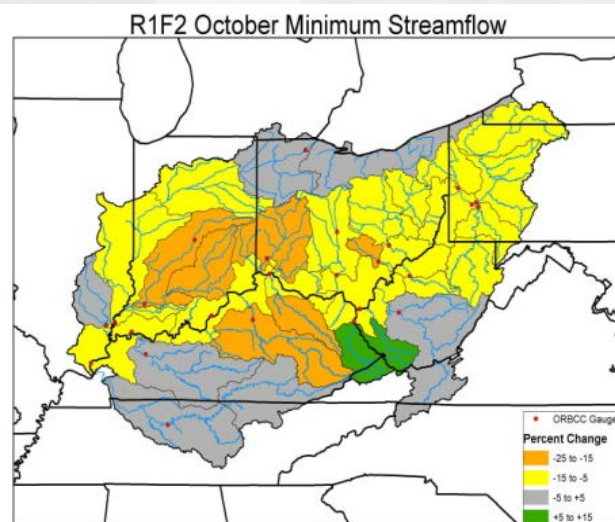 R1F2 October Minimum Streamflow
ORBCC Gauge
Percent Change
-25 to -15
-15 to -5
-5 to +5
+5 to +15